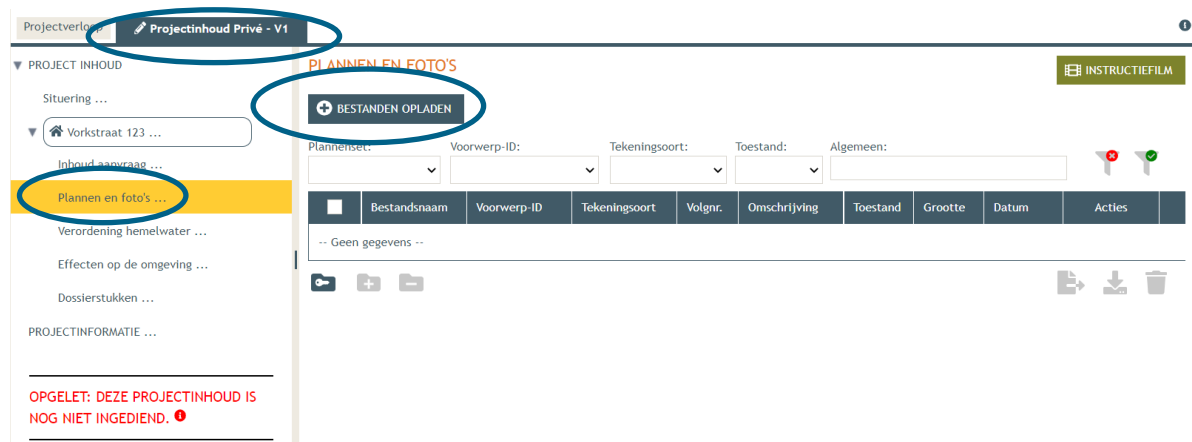 Projectverloop
Projectinhoud Privé - V1
PROJECT INHOUD
Situering ...
Vorkstraat 123 ...
Inhoud aanvraag ...
Plannen en foto's ...
Verordening hemelwater ...
Effecten op de omgeving ...
Dossierstukken ...
PROJECTINFORMATIE ...
OPGELET: DEZE PROJECTINHOUD IS
NOG NIET INGEDIEND.
PLANNEN EN FOTO'S
INSTRUCTIEFILM
BESTANDEN OPLADEN
Plannenset: Voorwerp-ID: Tekeningsoort: Toestand: Algemeen:
Bestandsnaam Voorwerp-ID Tekeningsoort Volgnr. Omschrijving Toestand Grootte Datum Acties
-- Geen gegevens --